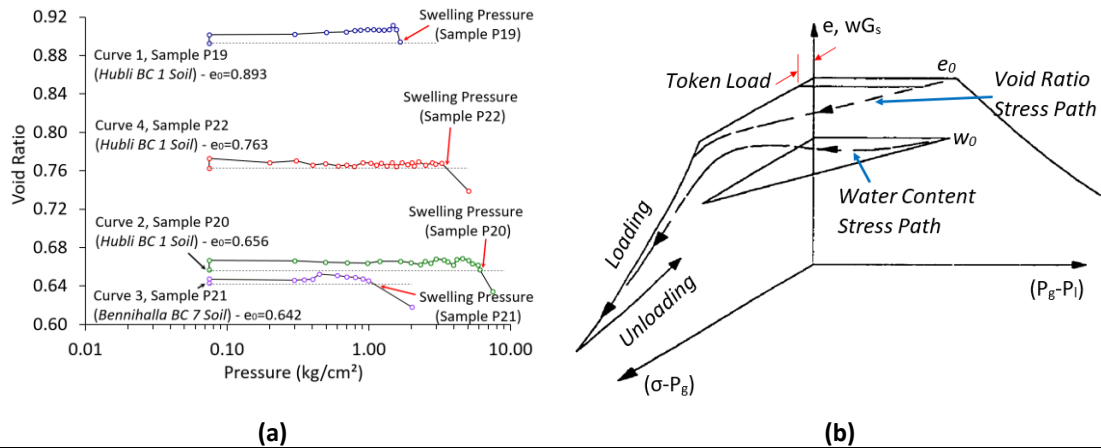 0.92
0.88
0.84
0.80
0.76
0.72
0.68
0.64
0.60
Void Ratio
Swelling Pressure
(Sample P19)
Curve 1, Sample P19
(Hubli BC 1 Soil) - e₀=0.893
Swelling Pressure
(Sample P22)
Curve 4, Sample P22
(Hubli BC 1 Soil) - e₀=0.763
Swelling Pressure
(Sample P20)
Curve 2, Sample P20
(Hubli BC 1 Soil) - e₀=0.656
Curve 3, Sample P21
(Bennihalla BC 7 Soil) - e₀=0.642
Swelling Pressure
(Sample P21)
0.01
0.10
1.00
10.00
Pressure (kg/cm²)
(a)
e, wGₛ
Token Load
e₀
Void Ratio
Stress Path
w₀
Water Content
Stress Path
Loading
Unloading
(P_g-P_l)
(σ-P_g)
(b)